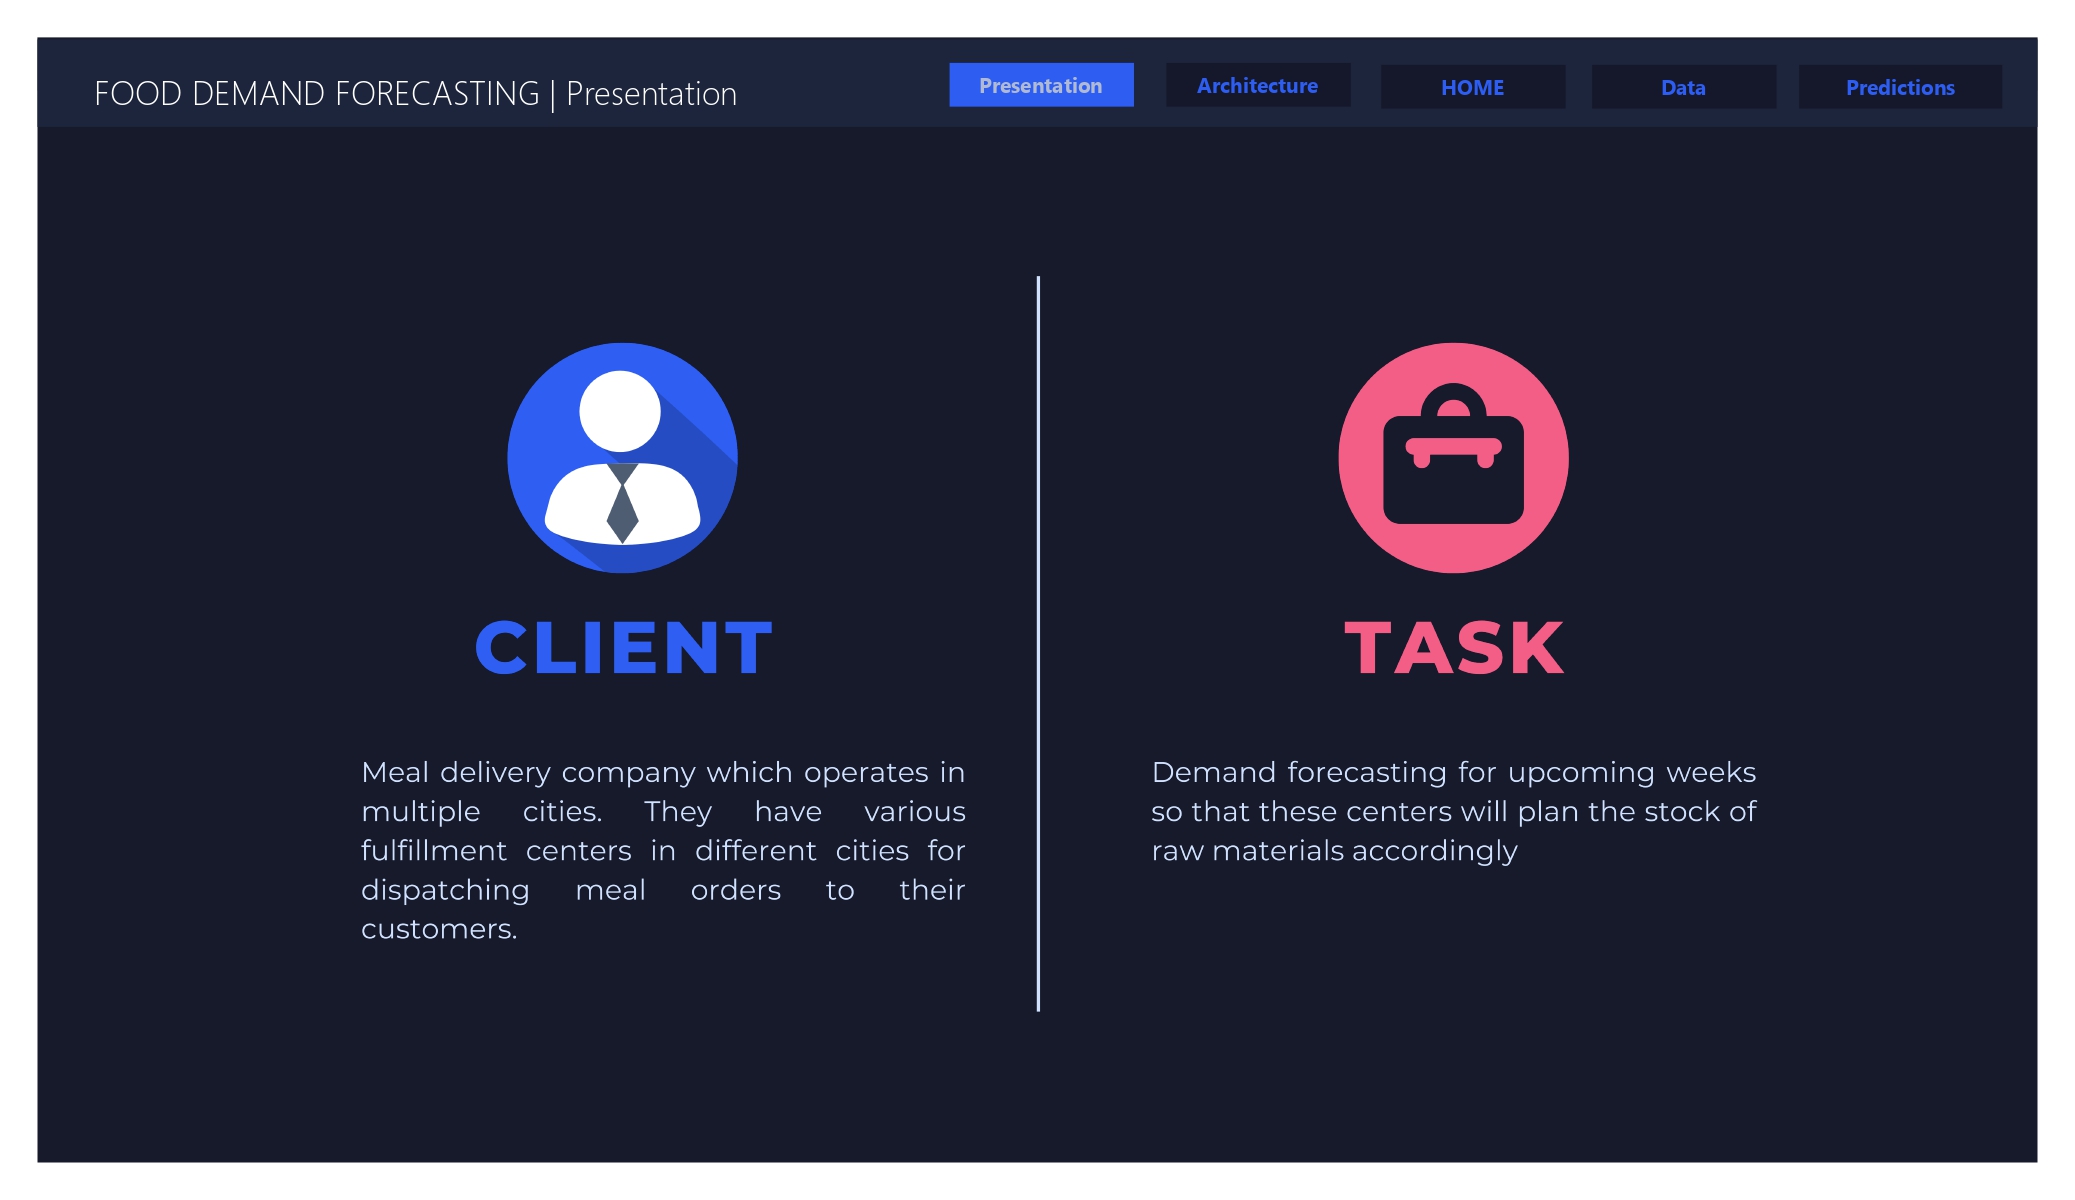 FOOD DEMAND FORECASTING | Presentation
Presentation
Architecture
HOME
Data
Predictions
CLIENT
Meal delivery company which operates in
multiple cities. They have various
fulfillment centers in different cities for
dispatching meal orders to their
customers.
TASK
Demand forecasting for upcoming weeks
so that these centers will plan the stock of
raw materials accordingly